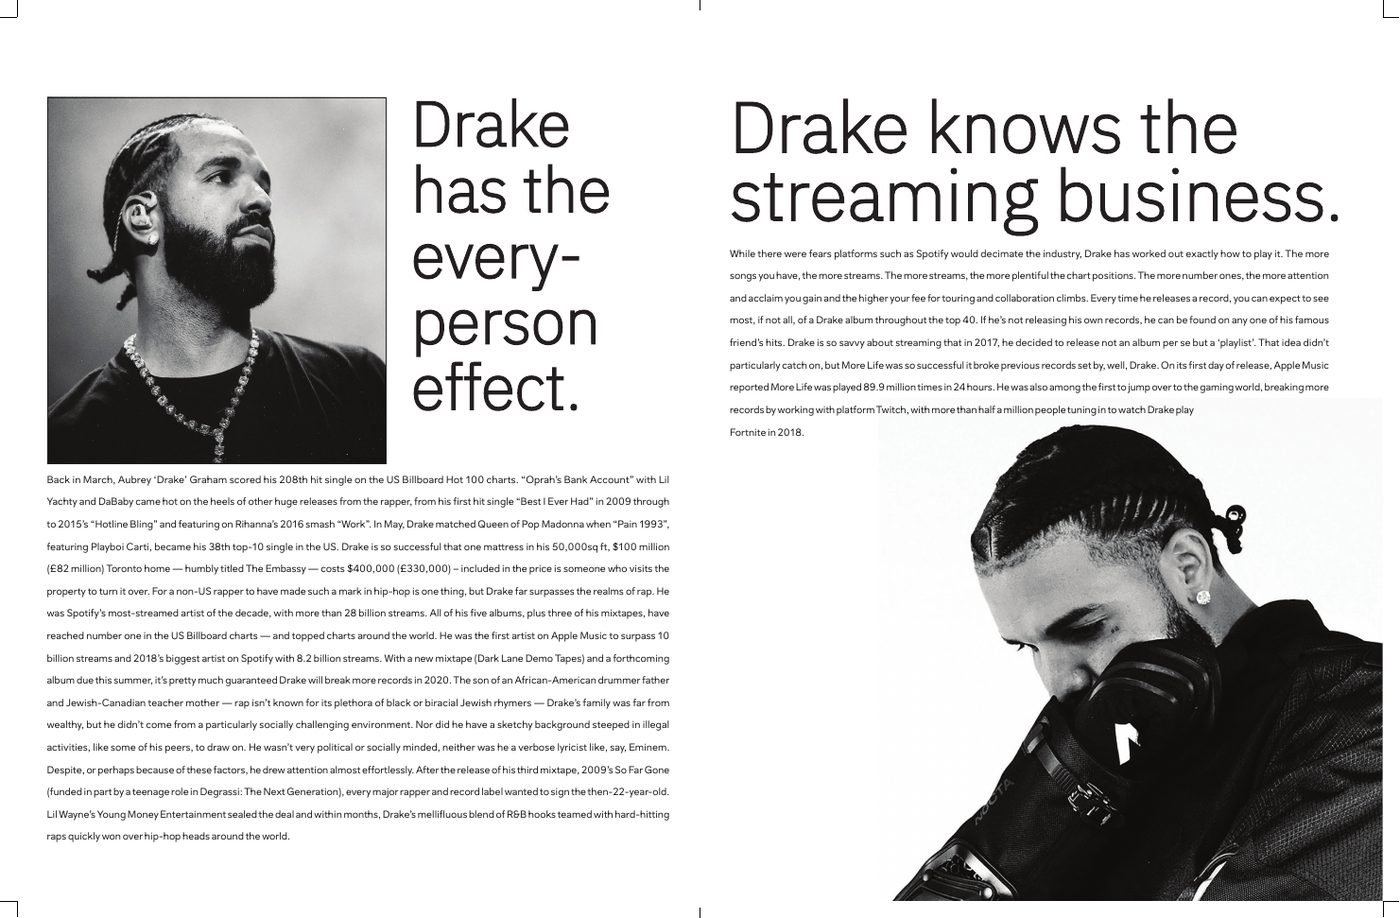 Drake
has the
every-
person
effect.
Back in March, Aubrey ‘Drake’ Graham scored his 208th hit single on the US Billboard Hot 100 charts. “Oprah’s Bank Account” with Lil
Yachty and DaBaby came hot on the heels of other huge releases from the rapper, from his first hit single “Best I Ever Had” in 2009 through
to 2015’s “Hotline Bling” and featuring on Rihanna’s 2016 smash “Work”. In May, Drake matched Queen of Pop Madonna when “Pain 1993”,
featuring Playboi Carti, became his 38th top-10 single in the US. Drake is so successful that one mattress in his 50,000sq ft, $100 million
(£82 million) Toronto home — humbly titled The Embassy — costs $400,000 (£330,000) – included in the price is someone who visits the
property to turn it over. For a non-US rapper to have made such a mark in hip-hop is one thing, but Drake far surpasses the realms of rap. He
was Spotify’s most-streamed artist of the decade, with more than 28 billion streams. All of his five albums, plus three of his mixtapes, have
reached number one in the US Billboard charts — and topped charts around the world. He was the first artist on Apple Music to surpass 10
billion streams and 2018’s biggest artist on Spotify with 8.2 billion streams. With a new mixtape (Dark Lane Demo Tapes) and a forthcoming
album due this summer, it’s pretty much guaranteed Drake will break more records in 2020. The son of an African-American drummer father
and Jewish-Canadian teacher mother — rap isn’t known for its plethora of black or biracial Jewish rhymers — Drake’s family was far from
wealthy, but he didn’t come from a particularly socially challenging environment. Nor did he have a sketchy background steeped in illegal
activities, like some of his peers, to draw on. He wasn’t very political or socially minded, neither was he a verbose lyricist like, say, Eminem.
Despite, or perhaps because of these factors, he drew attention almost effortlessly. After the release of his third mixtape, 2009’s So Far Gone
(funded in part by a teenage role in Degrassi: The Next Generation), every major rapper and record label wanted to sign the then-22-year-old.
Lil Wayne’s Young Money Entertainment sealed the deal and within months, Drake’s mellifluous blend of R&B hooks teamed with hard-hitting
raps quickly won over hip-hop heads around the world.
Drake knows the
streaming business.
While there were fears platforms such as Spotify would decimate the industry, Drake has worked out exactly how to play it. The more
songs you have, the more streams. The more streams, the more plentiful the chart positions. The more number ones, the more attention
and acclaim you gain and the higher your fee for touring and collaboration climbs. Every time he releases a record, you can expect to see
most, if not all, of a Drake album throughout the top 40. If he’s not releasing his own records, he can be found on any one of his famous
friend’s hits. Drake is so savvy about streaming that in 2017, he decided to release not an album per se but a ‘playlist’. That idea didn’t
particularly catch on, but More Life was so successful it broke previous records set by, well, Drake. On its first day of release, Apple Music
reported More Life was played 89.9 million times in 24 hours. He was also among the first to jump over to the gaming world, breaking more
records by working with platform Twitch, with more than half a million people tuning in to watch Drake play
Fortnite in 2018.
NOCTA